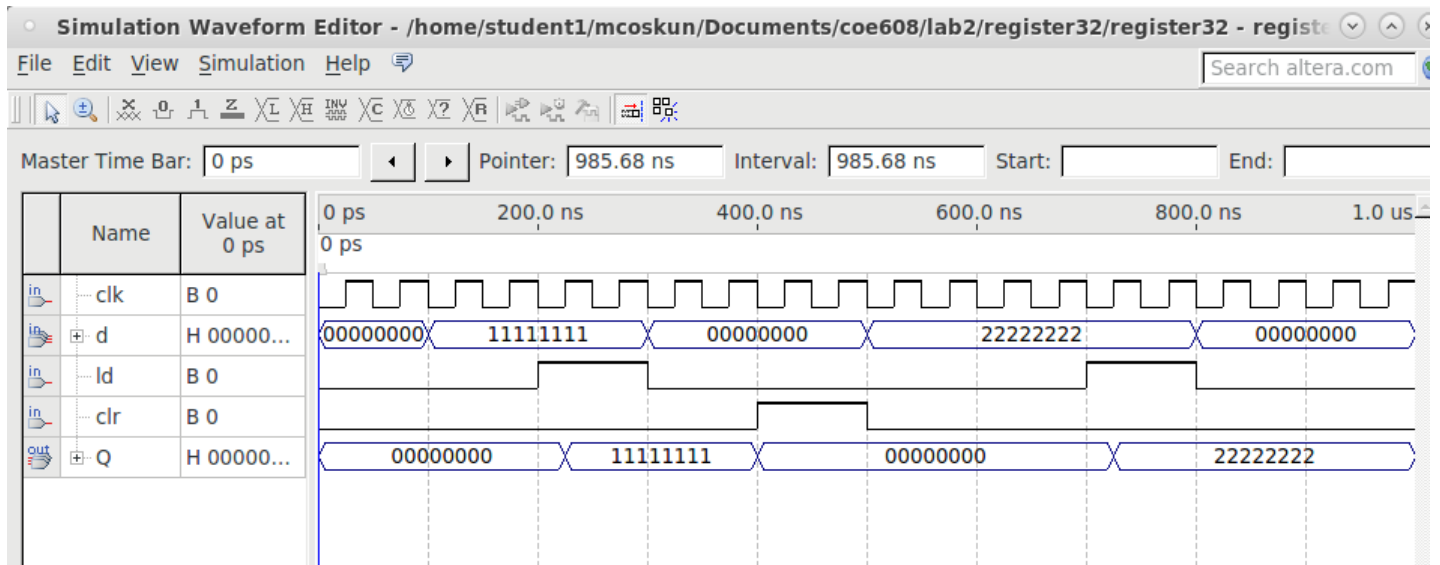 Simulation Waveform Editor - /home/student1/mcoskun/Documents/coe608/lab2/register32/register32 - registe
File Edit View Simulation Help
Search altera.com
Master Time Bar: 0 ps Pointer: 985.68 ns Interval: 985.68 ns Start: End:
Name Value at 0 ps
0 ps 200.0 ns 400.0 ns 600.0 ns 800.0 ns 1.0 us
0 ps
clk B 0
d H 00000... 00000000 11111111 00000000 22222222 00000000
ld B 0
clr B 0
Q H 00000... 00000000 11111111 00000000 22222222